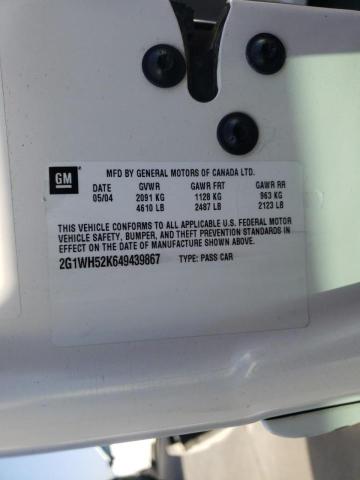 GM
MFD BY GENERAL MOTORS OF CANADA LTD.
DATE GVWR GAWR FRT GAWR RR
05/04 2091 KG 1128 KG 963 KG
4610 LB 2487 LB 2123 LB
THIS VEHICLE CONFORMS TO ALL APPLICABLE U.S. FEDERAL MOTOR
VEHICLE SAFETY, BUMPER, AND THEFT PREVENTION STANDARDS IN
EFFECT ON THE DATE OF MANUFACTURE SHOWN ABOVE.
2G1WH52K649439867 TYPE: PASS CAR